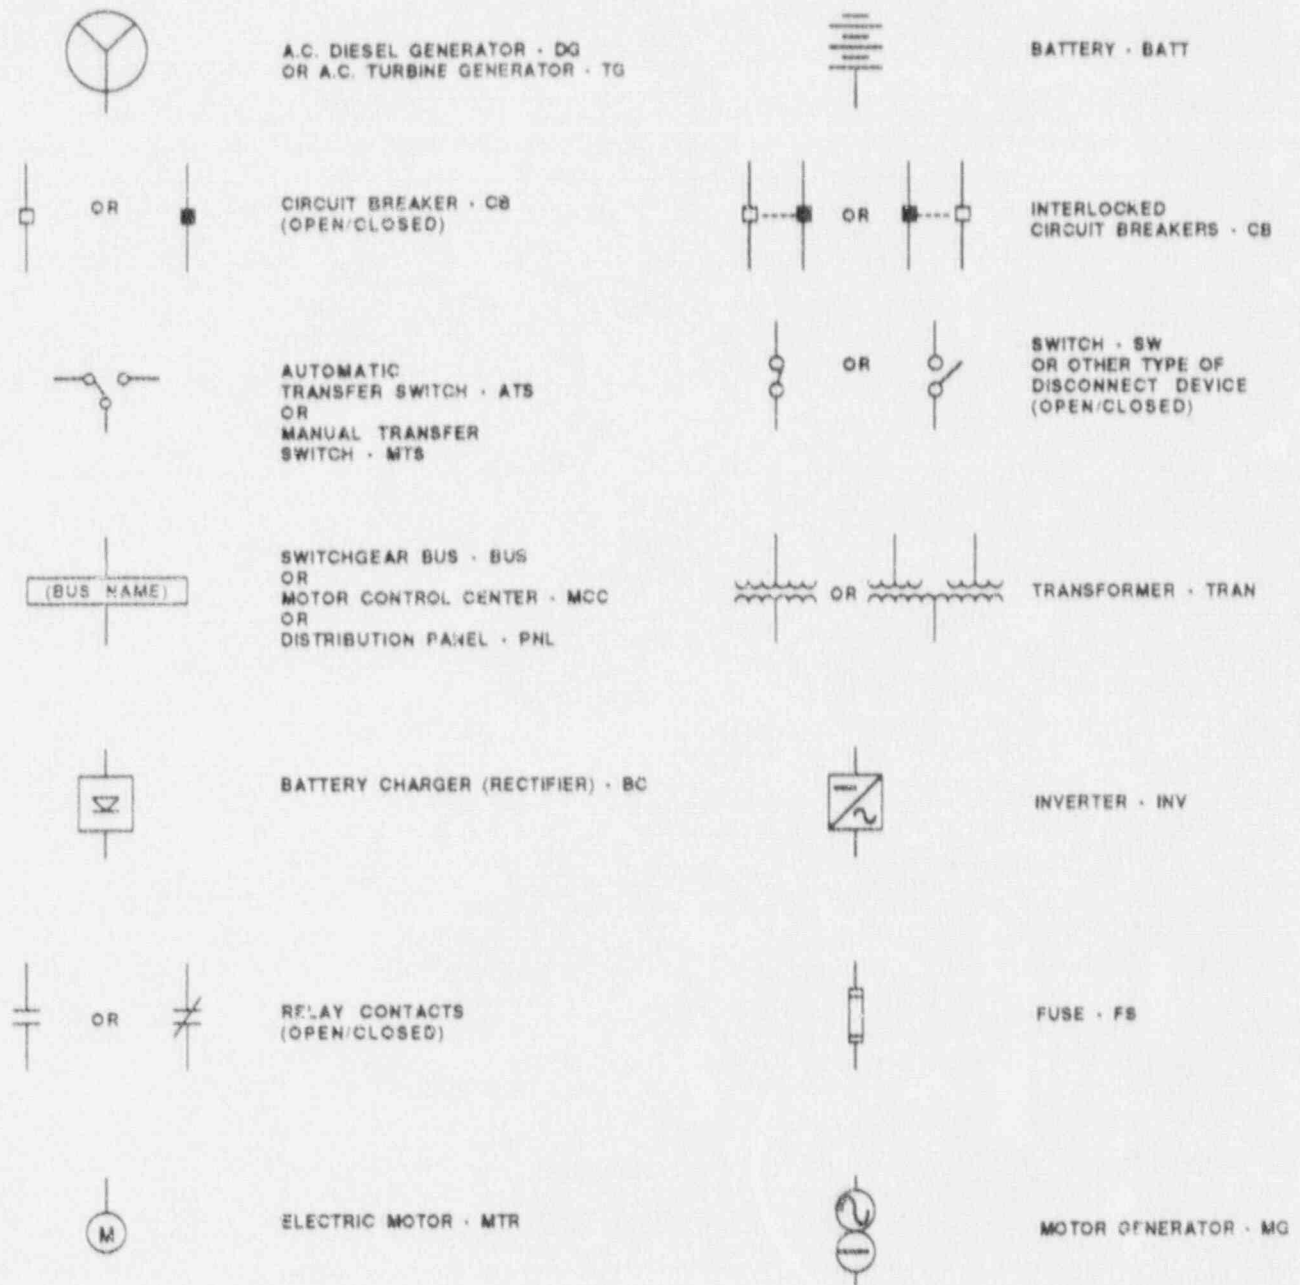 A.C. DIESEL GENERATOR - DG
OR A.C. TURBINE GENERATOR - TG
BATTERY - BATT
OR
CIRCUIT BREAKER - CB
(OPEN/CLOSED)
OR
INTERLOCKED
CIRCUIT BREAKERS - CB
AUTOMATIC
TRANSFER SWITCH - ATS
OR
MANUAL TRANSFER
SWITCH - MTS
OR
SWITCH - SW
OR OTHER TYPE OF
DISCONNECT DEVICE
(OPEN/CLOSED)
(BUS NAME)
SWITCHGEAR BUS - BUS
OR
MOTOR CONTROL CENTER - MCC
OR
DISTRIBUTION PANEL - PNL
OR
TRANSFORMER - TRAN
BATTERY CHARGER (RECTIFIER) - BC
INVERTER - INV
OR
RELAY CONTACTS
(OPEN/CLOSED)
FUSE - FS
M
ELECTRIC MOTOR - MTR
MOTOR GENERATOR - MG